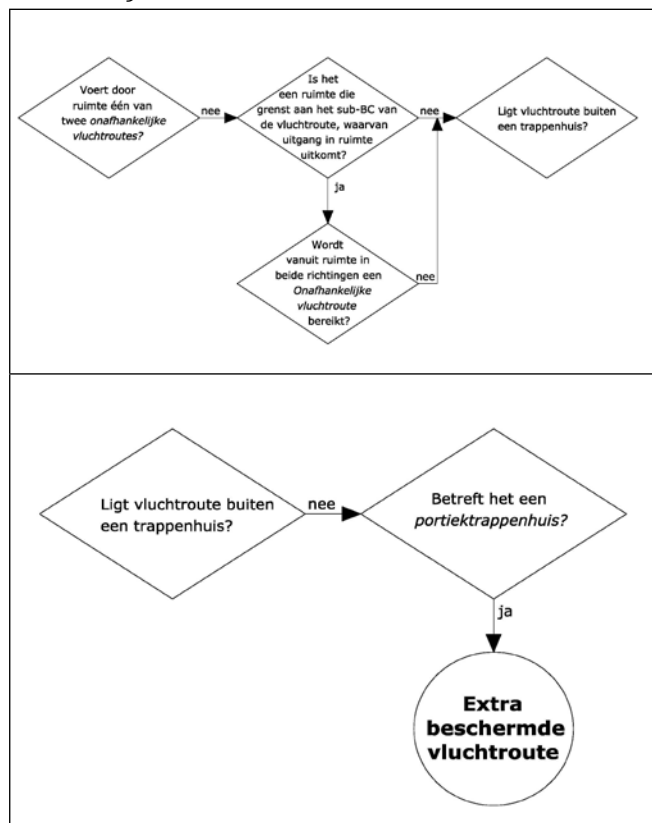 Voert door
ruimte één van
twee onafhankelijke
vluchtroutes?
nee
Is het
een ruimte die
grenst aan het sub-BC van
de vluchtroute, waarvan
uitgang in ruimte
uitkomt?
nee
Ligt vluchtroute buiten
een trappenhuis?
ja
Wordt
vanuit ruimte in
beide richtingen een
Onafhankelijke
vluchtroute
bereikt?
nee
Ligt vluchtroute buiten
een trappenhuis?
nee
Betreft het een
portiektrappenhuis?
ja
Extra
beschermde
vluchtroute